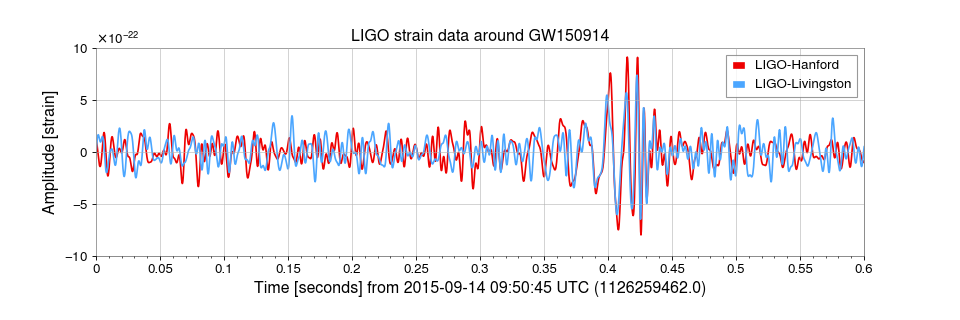 LIGO strain data around GW150914
×10−22
10
5
0
−5
−10
Amplitude [strain]
LIGO-Hanford
LIGO-Livingston
0 0.05 0.1 0.15 0.2 0.25 0.3 0.35 0.4 0.45 0.5 0.55 0.6
Time [seconds] from 2015-09-14 09:50:45 UTC (1126259462.0)